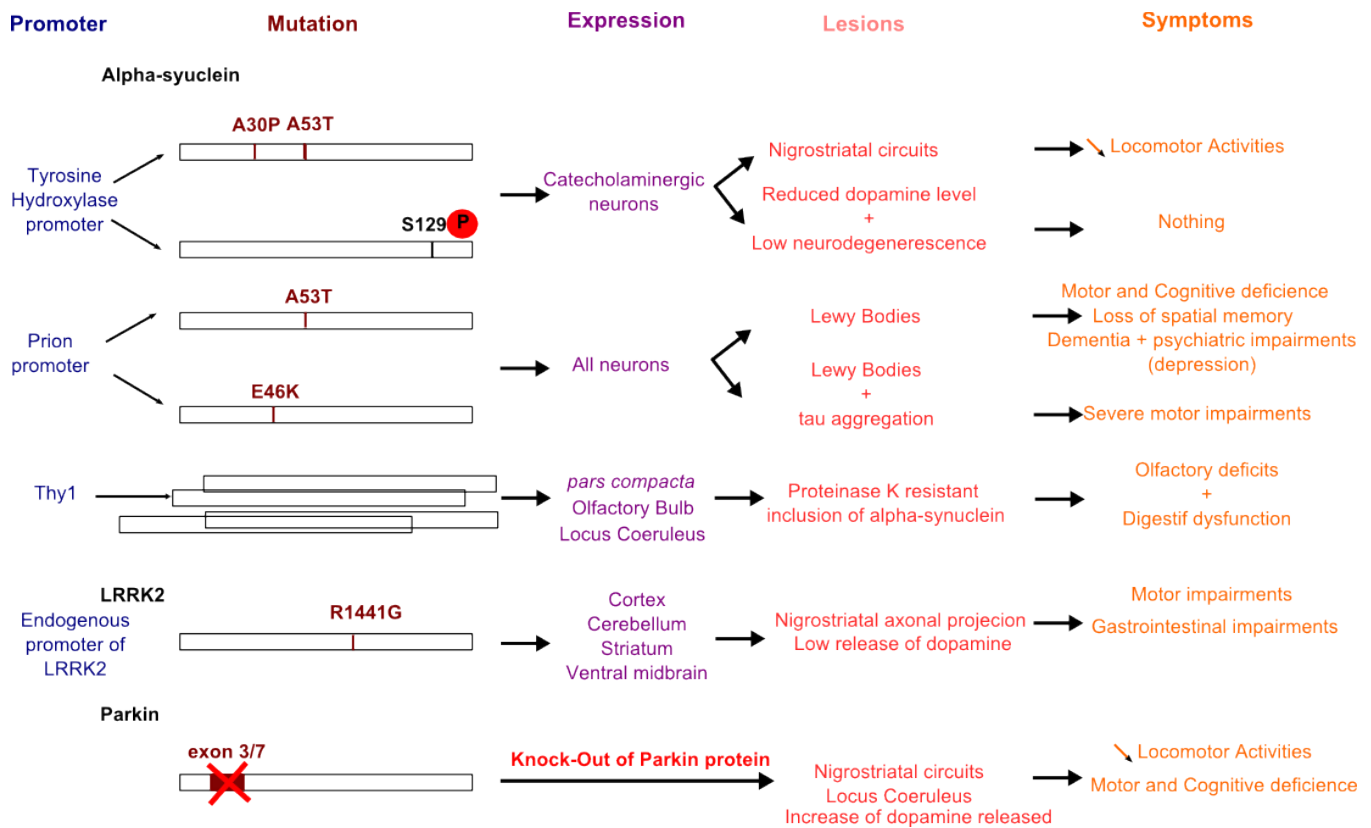 Promoter
Mutation
Expression
Lesions
Symptoms
Alpha-syuclein
Tyrosine
Hydroxylase
promoter
A30P A53T
S129 P
Catecholaminergic
neurons
Nigrostriatal circuits
Reduced dopamine level
+
Low neurodegenerescence
Locomotor Activities
Nothing
Prion
promoter
A53T
E46K
All neurons
Lewy Bodies
Lewy Bodies
+
tau aggregation
Motor and Cognitive deficience
Loss of spatial memory
Dementia + psychiatric impairments
(depression)
Severe motor impairments
Thy1
pars compacta
Olfactory Bulb
Locus Coeruleus
Proteinase K resistant
inclusion of alpha-synuclein
Olfactory deficits
+
Digestif dysfunction
LRRK2
Endogenous
promoter of
LRRK2
R1441G
Cortex
Cerebellum
Striatum
Ventral midbrain
Nigrostriatal axonal projecion
Low release of dopamine
Motor impairments
Gastrointestinal impairments
Parkin
exon 3/7
Knock-Out of Parkin protein
Nigrostriatal circuits
Locus Coeruleus
Increase of dopamine released
Locomotor Activities
Motor and Cognitive deficience